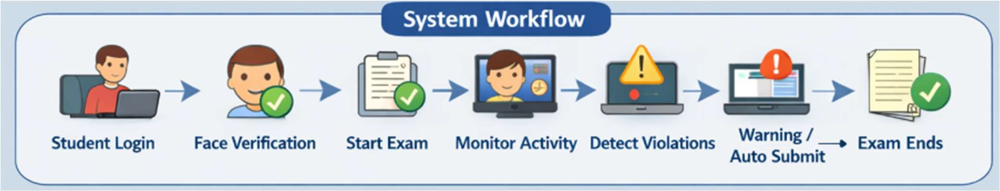 System Workflow
Student Login
Face Verification
Start Exam
Monitor Activity
Detect Violations
Warning /
Auto Submit
Exam Ends